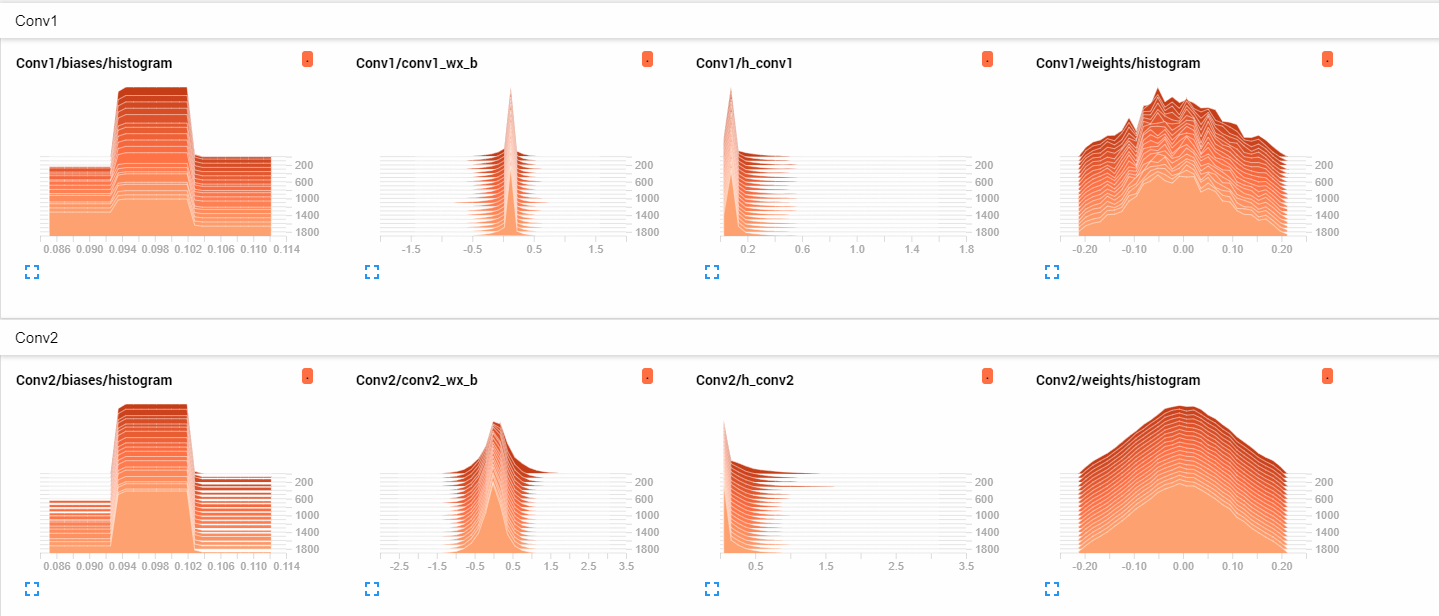 Conv1
Conv1/biases/histogram . Conv1/conv1_wx_b . Conv1/h_conv1 . Conv1/weights/histogram .
200 200 200 200
600 600 600 600
1000 1000 1000 1000
1400 1400 1400 1400
1800 1800 1800 1800
0.086 0.090 0.094 0.098 0.102 0.106 0.110 0.114 -1.5 -0.5 0.5 1.5 0.2 0.6 1.0 1.4 1.8 -0.20 -0.10 0.00 0.10 0.20
Conv2
Conv2/biases/histogram . Conv2/conv2_wx_b . Conv2/h_conv2 . Conv2/weights/histogram .
200 200 200 200
600 600 600 600
1000 1000 1000 1000
1400 1400 1400 1400
1800 1800 1800 1800
0.086 0.090 0.094 0.098 0.102 0.106 0.110 0.114 -2.5 -1.5 -0.5 0.5 1.5 2.5 3.5 0.5 1.5 2.5 3.5 -0.20 -0.10 0.00 0.10 0.20